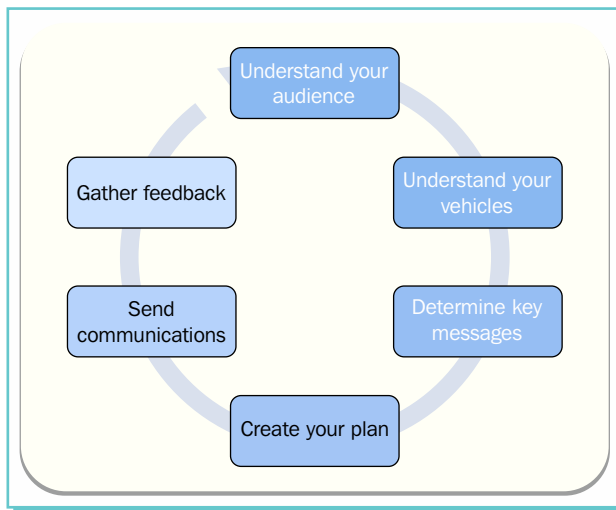 Understand your
audience
Understand your
vehicles
Determine key
messages
Create your plan
Send
communications
Gather feedback